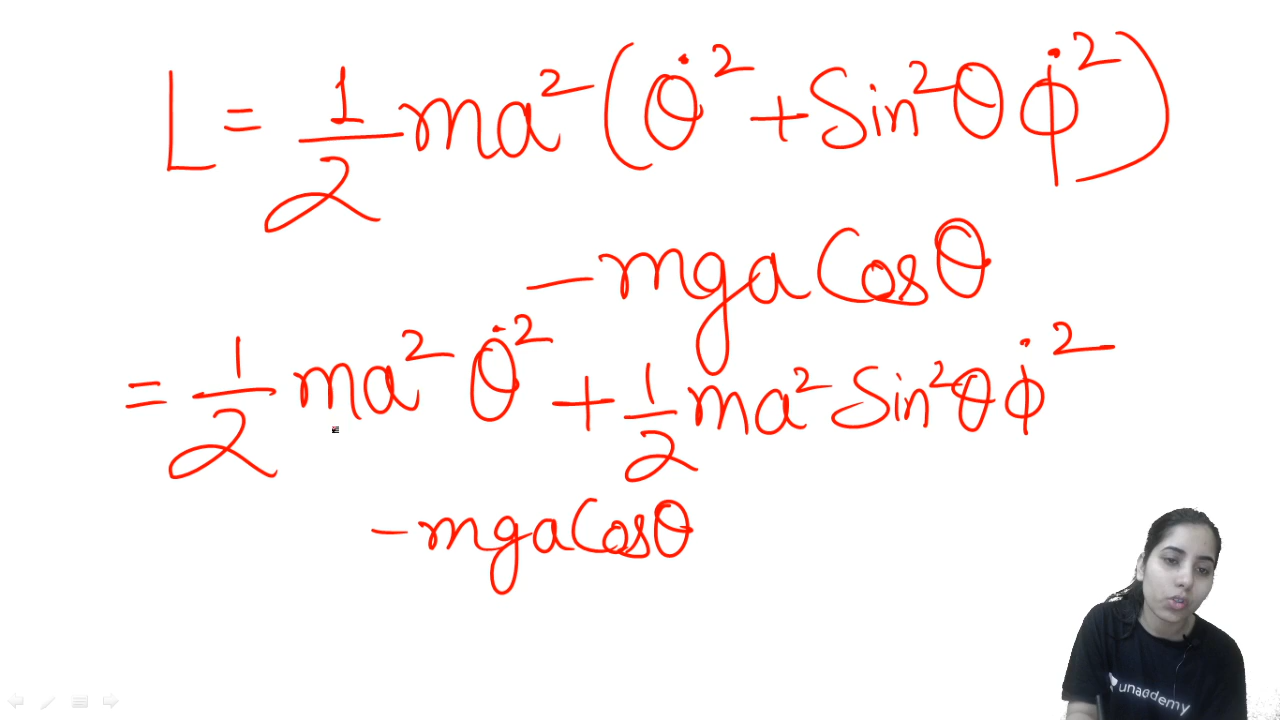 L = 1/2 ma² (θ̇² + Sin²θ ϕ̇²)
– mga Cosθ
= 1/2 ma² θ̇² + 1/2 ma² Sin²θ ϕ̇²
– mga Cosθ
unacademy